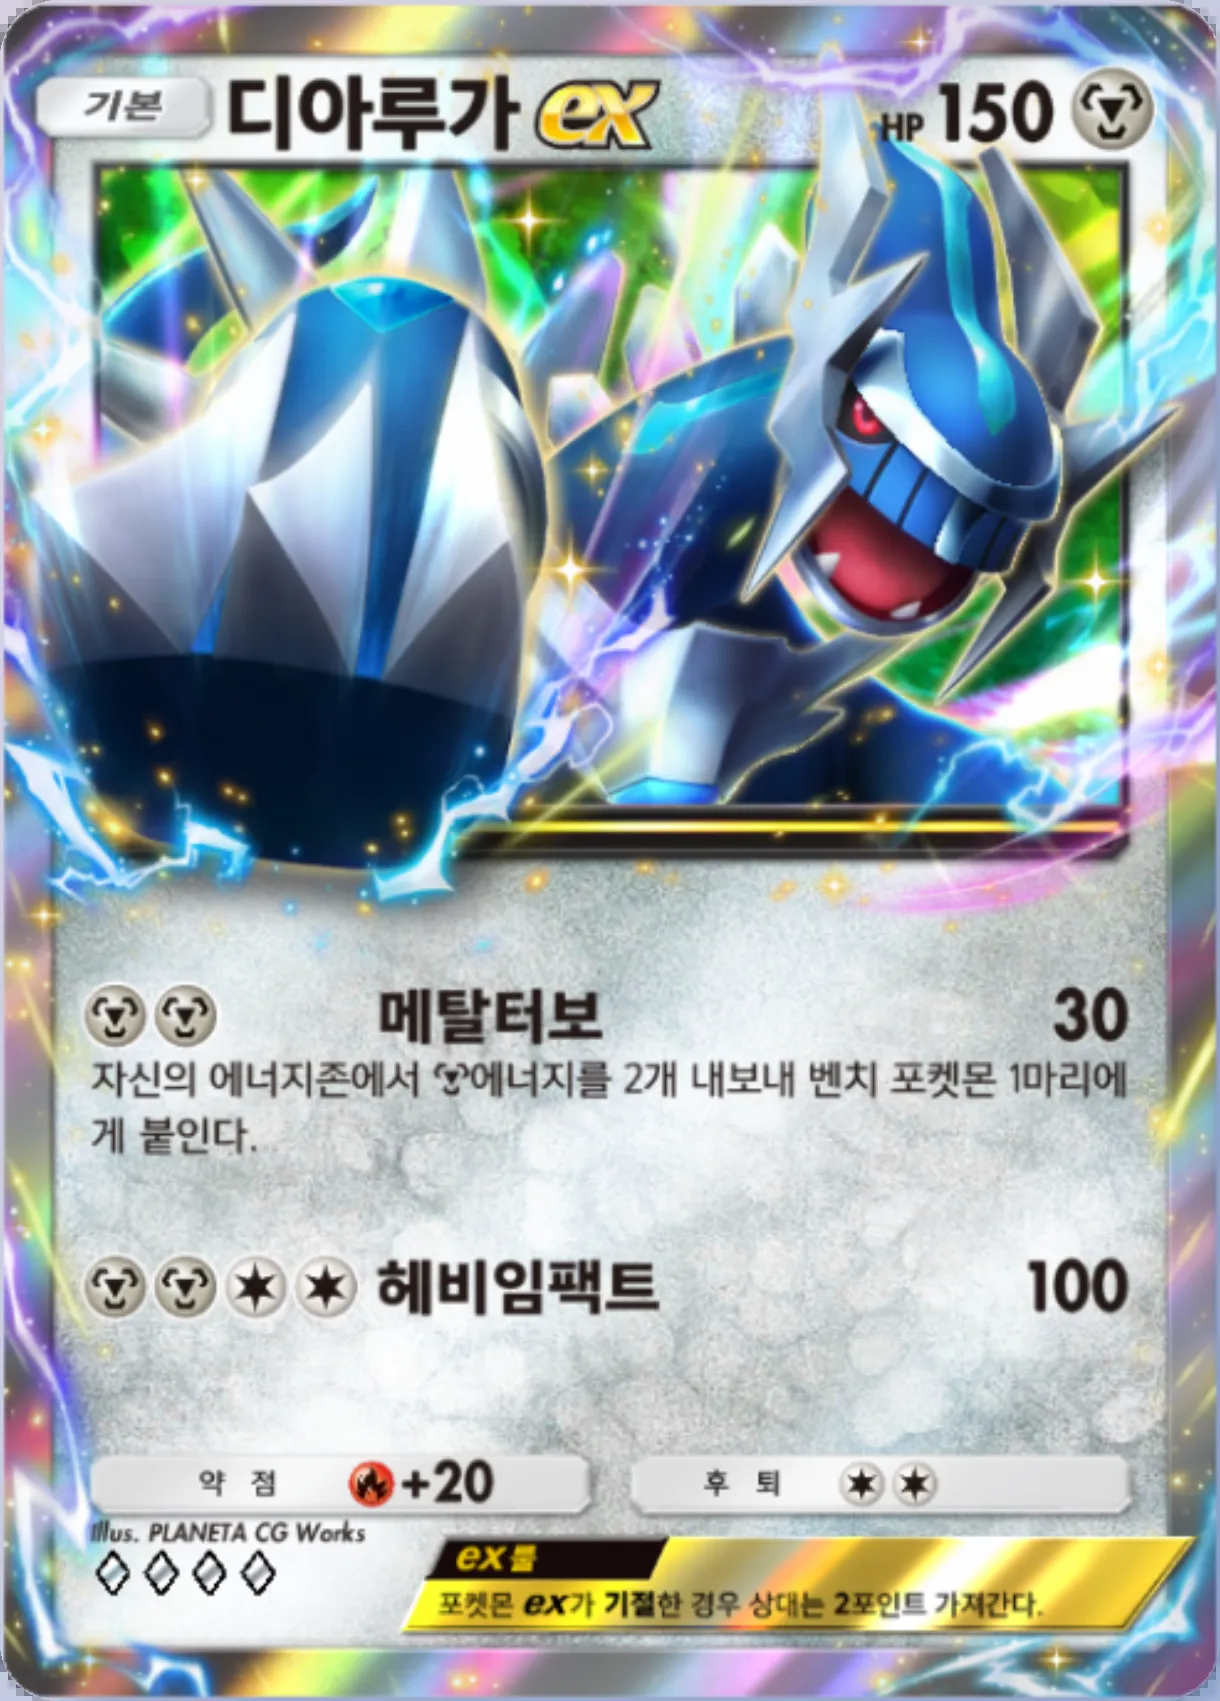 기본 디아루가 ex HP 150
메탈터보 30
자신의 에너지존에서 에너지를 2개 내보내 벤치 포켓몬 1마리에
게 붙인다.
헤비임팩트 100
약점 +20 후퇴
Illus. PLANETA CG Works
ex룰
포켓몬 ex가 기절한 경우 상대는 2포인트 가져간다.